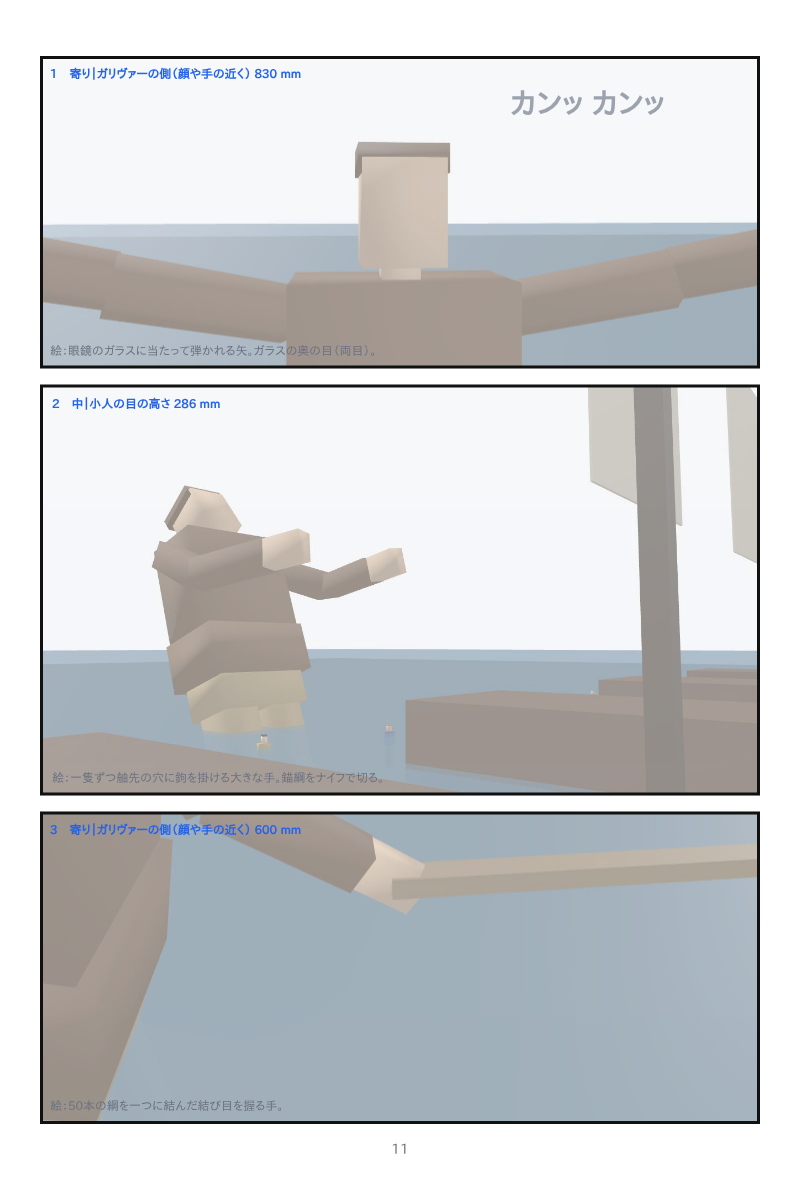 1 寄り|ガリヴァーの側(顔や手の近く) 830 mm
カンッ カンッ
絵:眼鏡のガラスに当たって弾かれる矢。ガラスの奥の目(両目)。
2 中|小人の目の高さ 286 mm
絵:一隻ずつ舳先の穴に鉤を掛ける大きな手。錨綱をナイフで切る。
3 寄り|ガリヴァーの側(顔や手の近く) 600 mm
絵:50本の綱を一つに結んだ結び目を握る手。
11